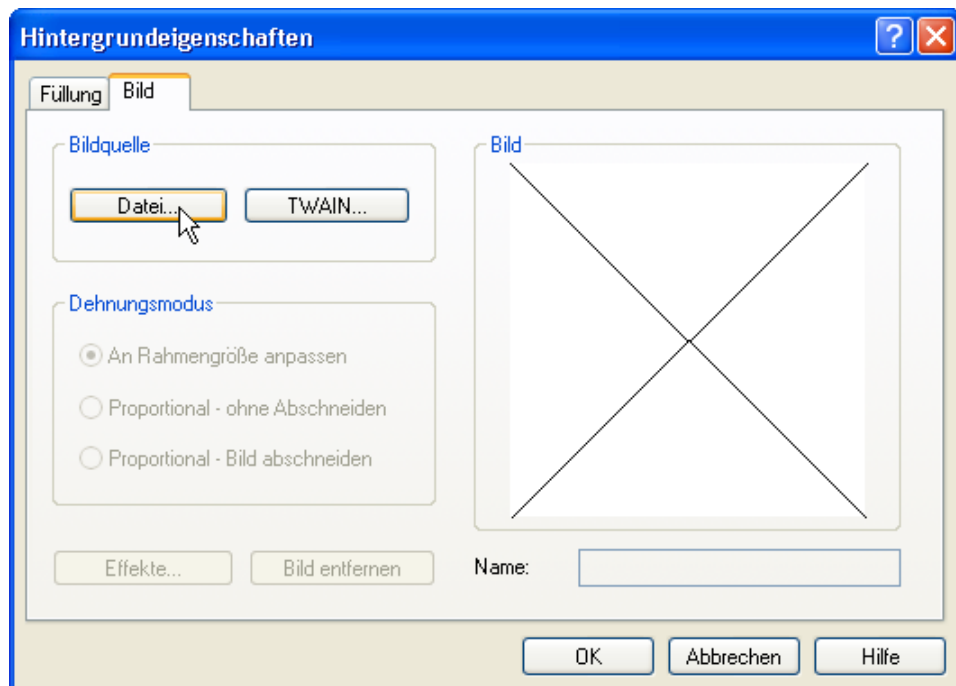 Hintergrundeigenschaften
Füllung Bild
Bildquelle
Datei... TWAIN...
Dehnungsmodus
An Rahmengröße anpassen
Proportional - ohne Abschneiden
Proportional - Bild abschneiden
Effekte... Bild entfernen
Bild
Name:
OK Abbrechen Hilfe